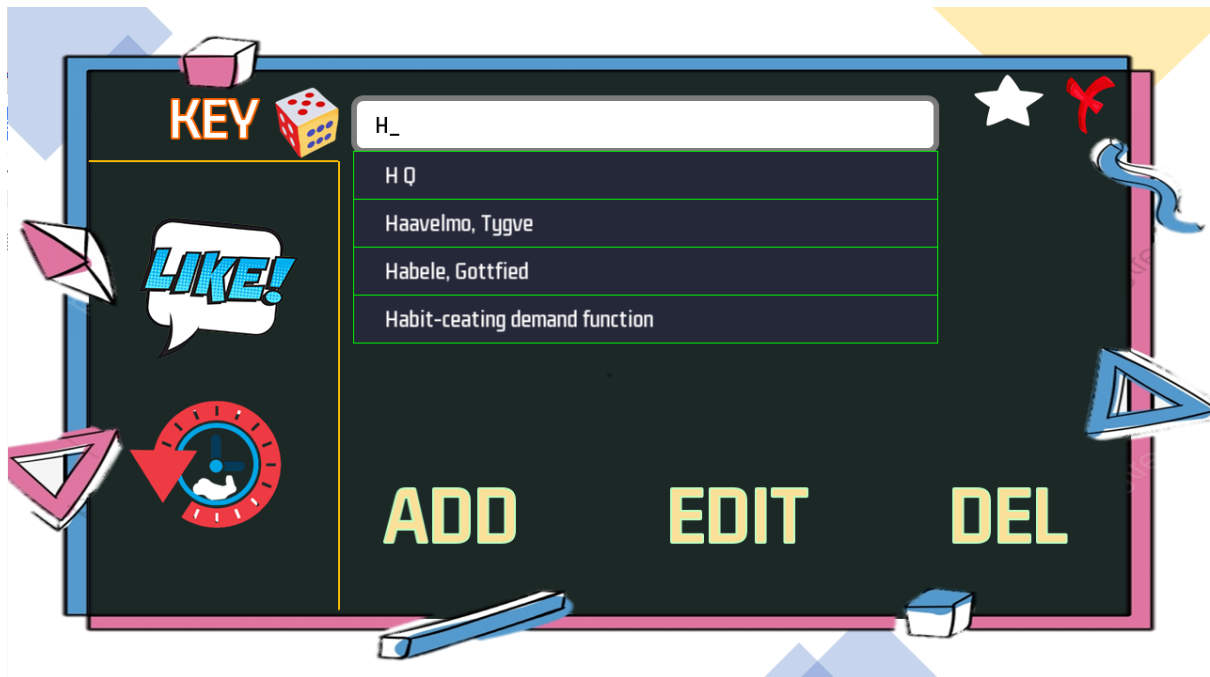 KEY
H_
H Q
Haavelmo, Tygve
Habele, Gottfied
Habit-ceating demand function
LIKE!
ADD EDIT DEL